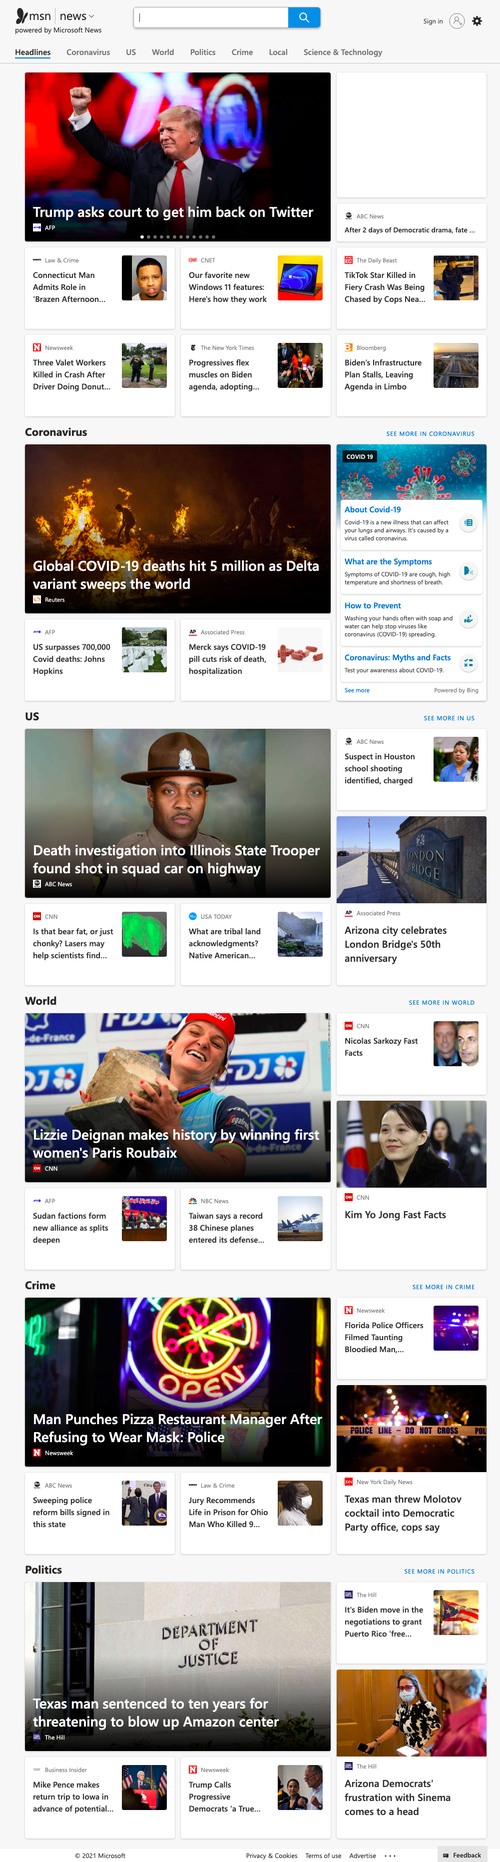 msn news
powered by Microsoft News
Sign in
Headlines Coronavirus US World Politics Crime Local Science & Technology
Trump asks court to get him back on Twitter
AFP
ABC News
After 2 days of Democratic drama, fate ...
Law & Crime
Connecticut Man
Admits Role in
'Brazen Afternoon...
CNET
Our favorite new
Windows 11 features:
Here's how they work
The Daily Beast
TikTok Star Killed in
Fiery Crash Was Being
Chased by Cops Nea...
Newsweek
Three Valet Workers
Killed in Crash After
Driver Doing Donut...
The New York Times
Progressives flex
muscles on Biden
agenda, adopting...
Bloomberg
Biden's Infrastructure
Plan Stalls, Leaving
Agenda in Limbo
Coronavirus
SEE MORE IN CORONAVIRUS
Global COVID-19 deaths hit 5 million as Delta
variant sweeps the world
Reuters
COVID 19
About Covid-19
Covid-19 is a new illness that can affect
your lungs and airways. It's caused by a
virus called coronavirus.
What are the Symptoms
Symptoms of COVID-19 are cough, high
temperature and shortness of breath.
How to Prevent
Washing your hands often with soap and
water can help stop viruses like
coronavirus (COVID-19) spreading.
Coronavirus: Myths and Facts
Test your awareness about COVID-19.
See more
Powered by Bing
AFP
US surpasses 700,000
Covid deaths: Johns
Hopkins
AP Associated Press
Merck says COVID-19
pill cuts risk of death,
hospitalization
US
SEE MORE IN US
Death investigation into Illinois State Trooper
found shot in squad car on highway
ABC News
ABC News
Suspect in Houston
school shooting
identified, charged
LONDON
BRIDGE
AP Associated Press
Arizona city celebrates
London Bridge's 50th
anniversary
CNN
Is that bear fat, or just
chonky? Lasers may
help scientists find...
USA TODAY
What are tribal land
acknowledgments?
Native American...
World
SEE MORE IN WORLD
FDJ
de-France
Lizzie Deignan makes history by winning first
women's Paris Roubaix
CNN
CNN
Nicolas Sarkozy Fast
Facts
CNN
Kim Yo Jong Fast Facts
AFP
Sudan factions form
new alliance as splits
deepen
NBC News
Taiwan says a record
38 Chinese planes
entered its defense...
Crime
SEE MORE IN CRIME
OPEN
Man Punches Pizza Restaurant Manager After
Refusing to Wear Mask: Police
Newsweek
Newsweek
Florida Police Officers
Filmed Taunting
Bloodied Man,...
POLICE LINE - DO NOT CROSS
New York Daily News
Texas man threw Molotov
cocktail into Democratic
Party office, cops say
ABC News
Sweeping police
reform bills signed in
this state
Law & Crime
Jury Recommends
Life in Prison for Ohio
Man Who Killed 9...
Politics
SEE MORE IN POLITICS
DEPARTMENT
OF
JUSTICE
Texas man sentenced to ten years for
threatening to blow up Amazon center
The Hill
The Hill
It's Biden move in the
negotiations to grant
Puerto Rico 'free...
The Hill
Arizona Democrats'
frustration with Sinema
comes to a head
Business Insider
Mike Pence makes
return trip to Iowa in
advance of potential...
Newsweek
Trump Calls
Progressive
Democrats 'a True...
© 2021 Microsoft
Privacy & Cookies Terms of use Advertise ...
Feedback